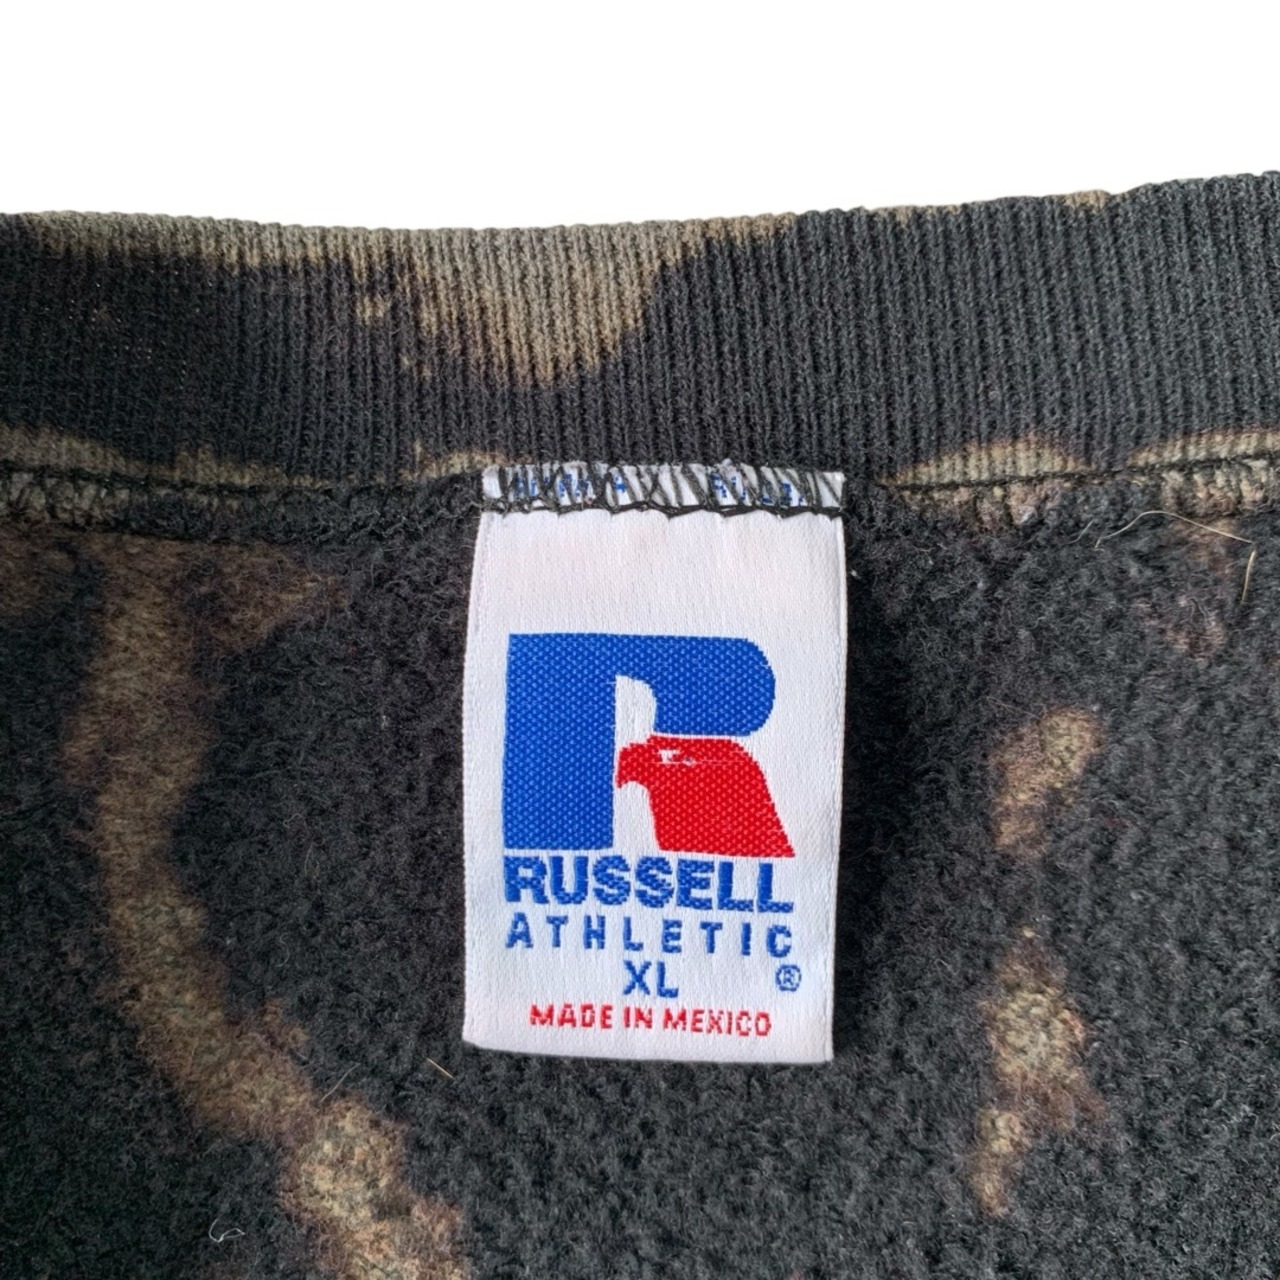 RUSSELL
ATHLETIC
XL ®
MADE IN MEXICO